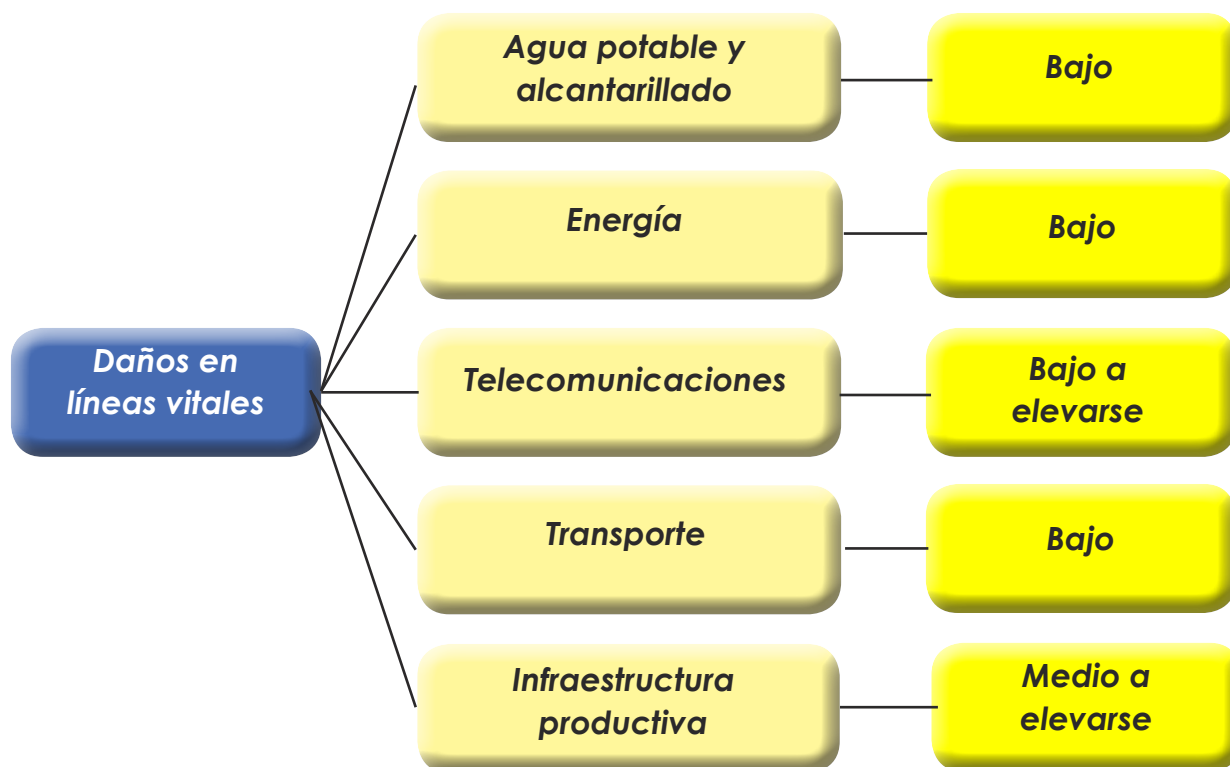 Agua potable y
alcantarillado
Bajo
Energía
Bajo
Daños en
líneas vitales
Telecomunicaciones
Bajo a
elevarse
Transporte
Bajo
Infraestructura
productiva
Medio a
elevarse